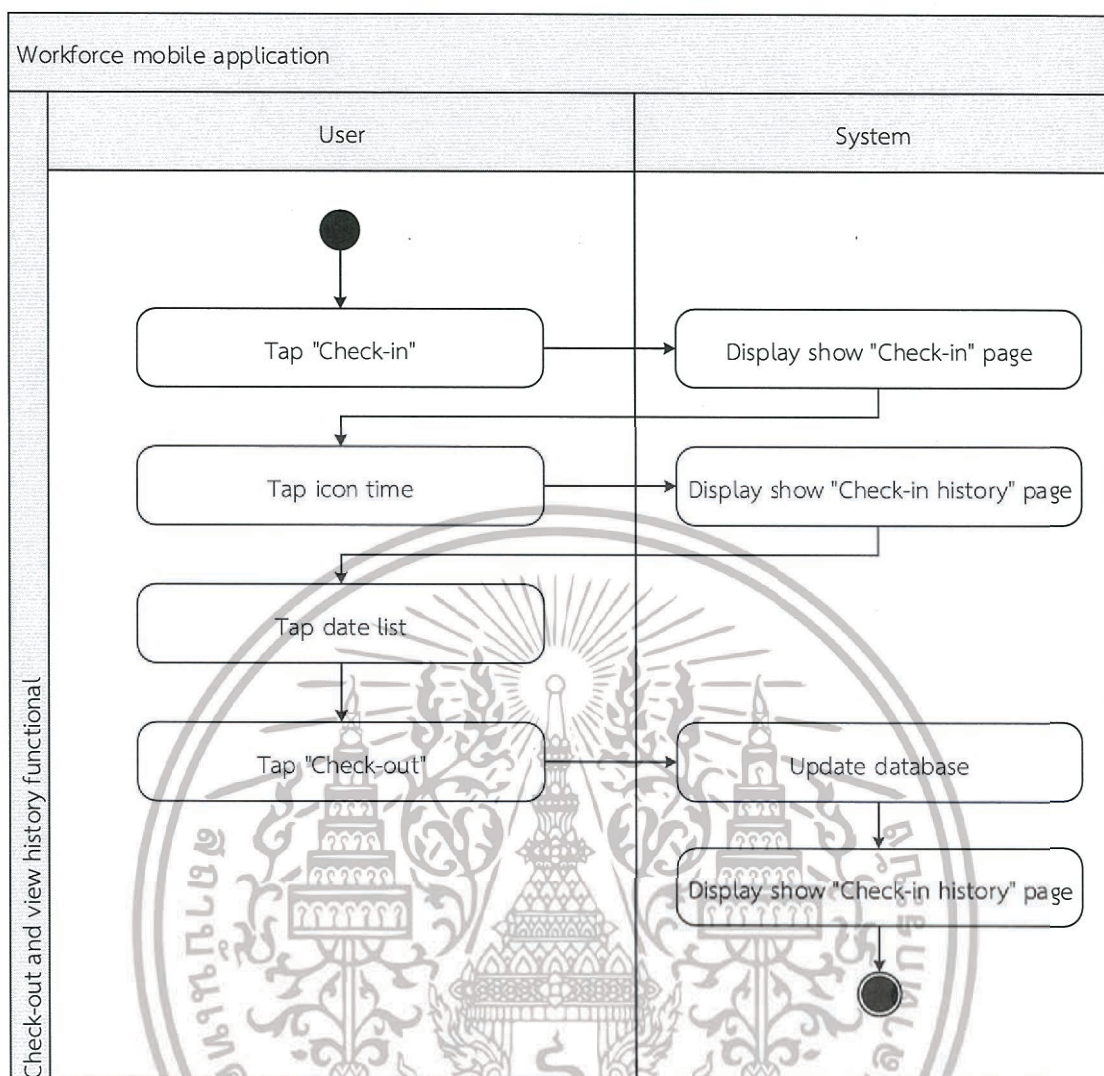 Workforce mobile application
User
System
Tap "Check-in"
Display show "Check-in" page
Tap icon time
Display show "Check-in history" page
Tap date list
Tap "Check-out"
Update database
Display show "Check-in history" page
Check-out and view history functional